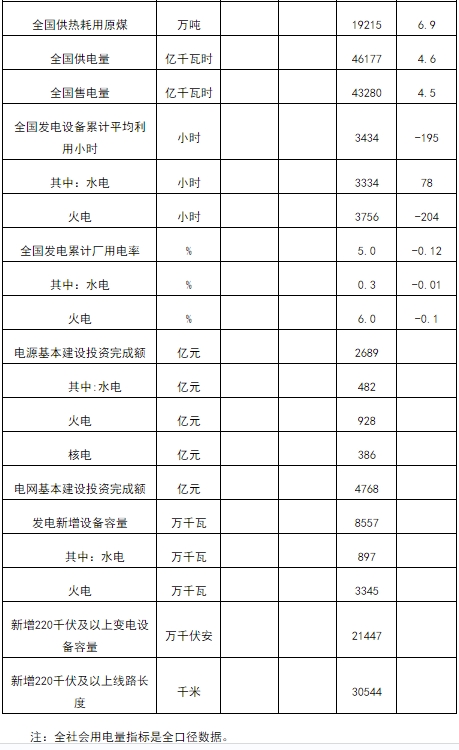 全国供热耗用原煤 万吨 19215 6.9
全国供电量 亿千瓦时 46177 4.6
全国售电量 亿千瓦时 43280 4.5
全国发电设备累计平均利
用小时 小时 3434 -195
其中: 水电 小时 3334 78
火电 小时 3756 -204
全国发电累计厂用电率 % 5.0 -0.12
其中: 水电 % 0.3 -0.01
火电 % 6.0 -0.1
电源基本建设投资完成额 亿元 2689
其中:水电 亿元 482
火电 亿元 928
核电 亿元 386
电网基本建设投资完成额 亿元 4768
发电新增设备容量 万千瓦 8557
其中: 水电 万千瓦 897
火电 万千瓦 3345
新增220千伏及以上变电设
备容量 万千伏安 21447
新增220千伏及以上线路长
度 千米 30544
注: 全社会用电量指标是全口径数据。